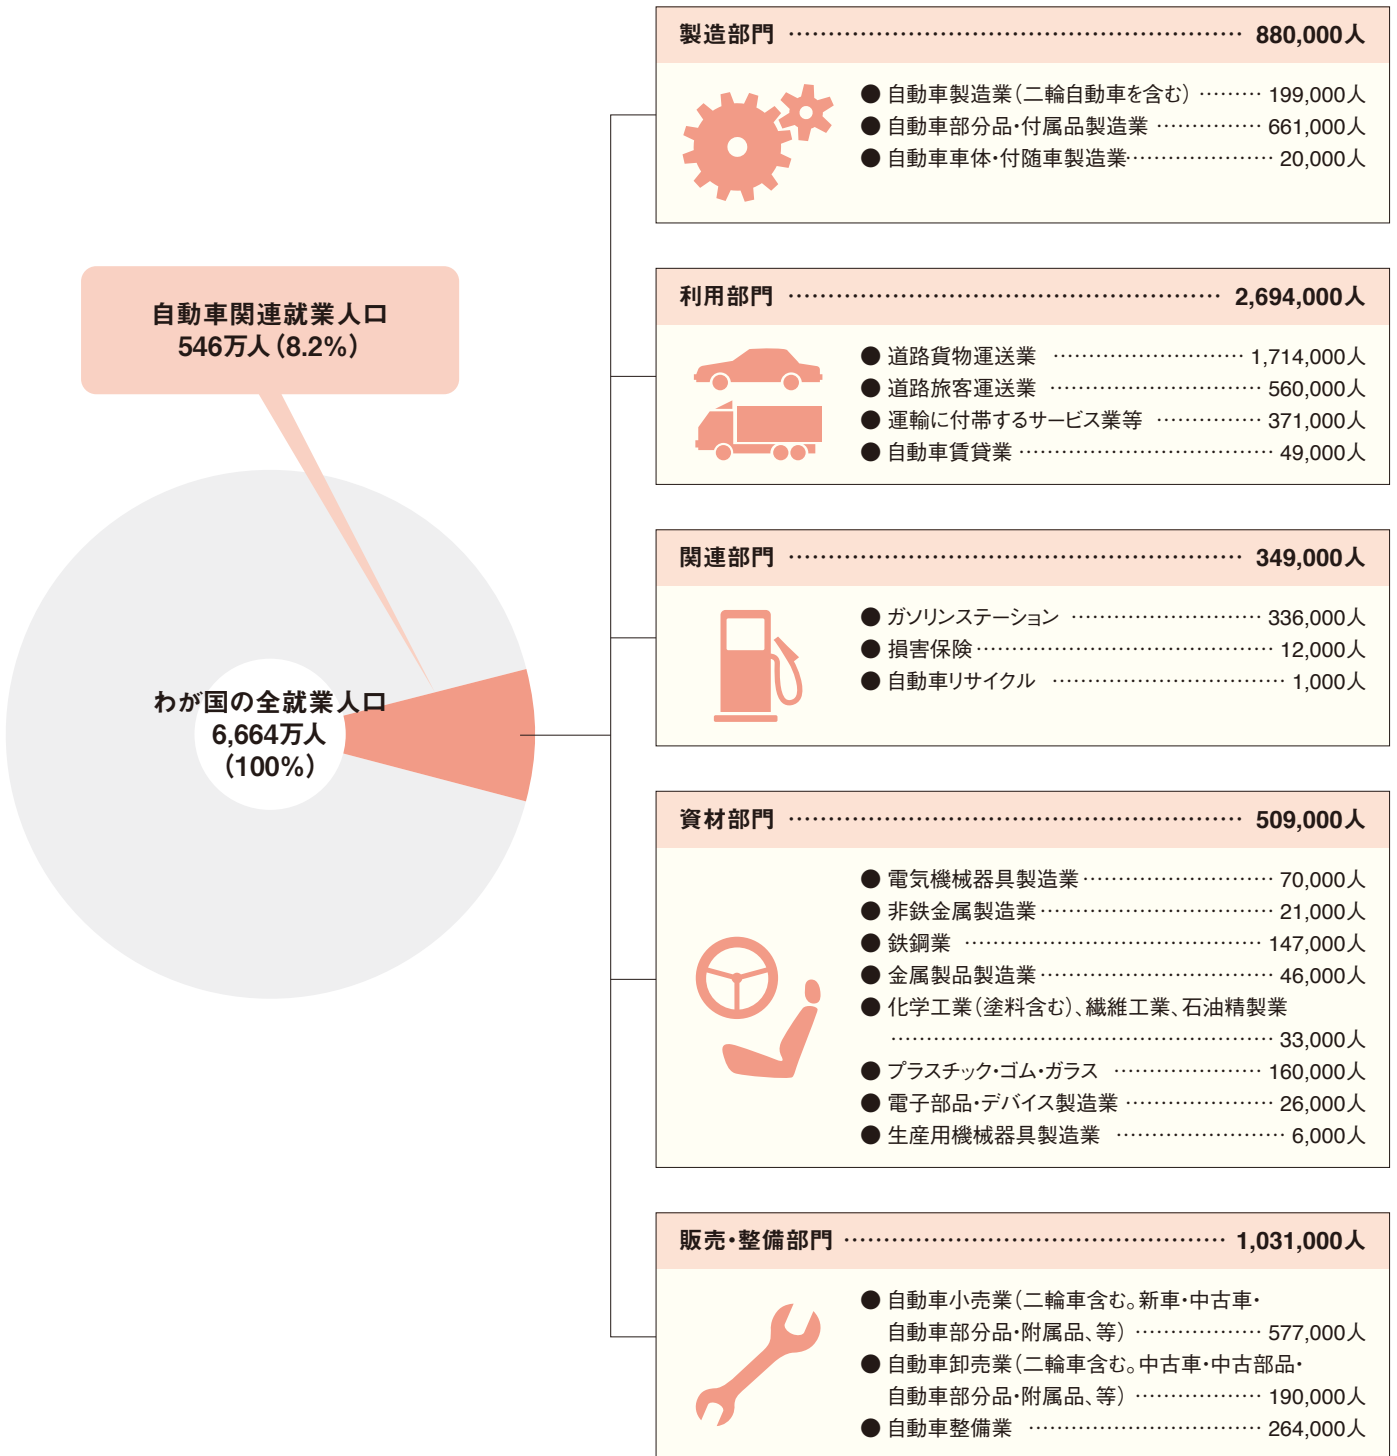 自動車関連就業人口
546万人(8.2%)
わが国の全就業人口
6,664万人
(100%)
製造部門 …………………………………………………… 880,000人
● 自動車製造業(二輪自動車を含む) ……… 199,000人
● 自動車部分品・付属品製造業 …………… 661,000人
● 自動車車体・付随車製造業………………… 20,000人
利用部門 ………………………………………………… 2,694,000人
● 道路貨物運送業 ……………………… 1,714,000人
● 道路旅客運送業 ………………………… 560,000人
● 運輸に付帯するサービス業等 …………… 371,000人
● 自動車賃貸業 …………………………… 49,000人
関連部門 …………………………………………………… 349,000人
● ガソリンステーション ……………………… 336,000人
● 損害保険………………………………… 12,000人
● 自動車リサイクル ………………………… 1,000人
資材部門 …………………………………………………… 509,000人
● 電気機械器具製造業……………………… 70,000人
● 非鉄金属製造業…………………………… 21,000人
● 鉄鋼業 ………………………………… 147,000人
● 金属製品製造業…………………………… 46,000人
● 化学工業(塗料含む)、繊維工業、石油精製業
……………………………………………… 33,000人
● プラスチック・ゴム・ガラス ………………… 160,000人
● 電子部品・デバイス製造業 ………………… 26,000人
● 生産用機械器具製造業 …………………… 6,000人
販売・整備部門 …………………………………………… 1,031,000人
● 自動車小売業(二輪車含む。新車・中古車・
自動車部分品・附属品、等) ……………… 577,000人
● 自動車卸売業(二輪車含む。中古車・中古部品・
自動車部分品・附属品、等) ……………… 190,000人
● 自動車整備業 …………………………… 264,000人